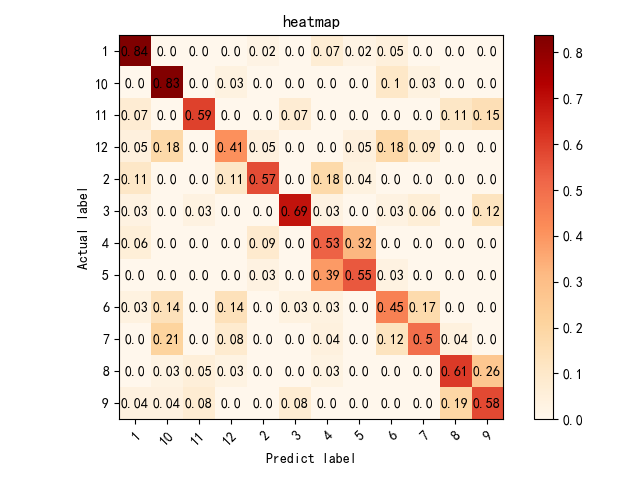 heatmap
1 0.84 0.0 0.0 0.0 0.02 0.0 0.07 0.02 0.05 0.0 0.0 0.0
10 0.0 0.83 0.0 0.03 0.0 0.0 0.0 0.0 0.1 0.03 0.0 0.0
11 0.07 0.0 0.59 0.0 0.0 0.07 0.0 0.0 0.0 0.0 0.11 0.15
12 0.05 0.18 0.0 0.41 0.05 0.0 0.0 0.05 0.18 0.09 0.0 0.0
2 0.11 0.0 0.0 0.11 0.57 0.0 0.18 0.04 0.0 0.0 0.0 0.0
3 0.03 0.0 0.03 0.0 0.0 0.69 0.03 0.0 0.03 0.06 0.0 0.12
4 0.06 0.0 0.0 0.0 0.09 0.0 0.53 0.32 0.0 0.0 0.0 0.0
5 0.0 0.0 0.0 0.0 0.03 0.0 0.39 0.55 0.03 0.0 0.0 0.0
6 0.03 0.14 0.0 0.14 0.0 0.03 0.03 0.0 0.45 0.17 0.0 0.0
7 0.0 0.21 0.0 0.08 0.0 0.0 0.04 0.0 0.12 0.5 0.04 0.0
8 0.0 0.03 0.05 0.03 0.0 0.0 0.03 0.0 0.0 0.0 0.61 0.26
9 0.04 0.04 0.08 0.0 0.0 0.08 0.0 0.0 0.0 0.0 0.19 0.58
1 10 11 12 2 3 4 5 6 7 8 9
Predict label
Actual label
0.8
0.7
0.6
0.5
0.4
0.3
0.2
0.1
0.0